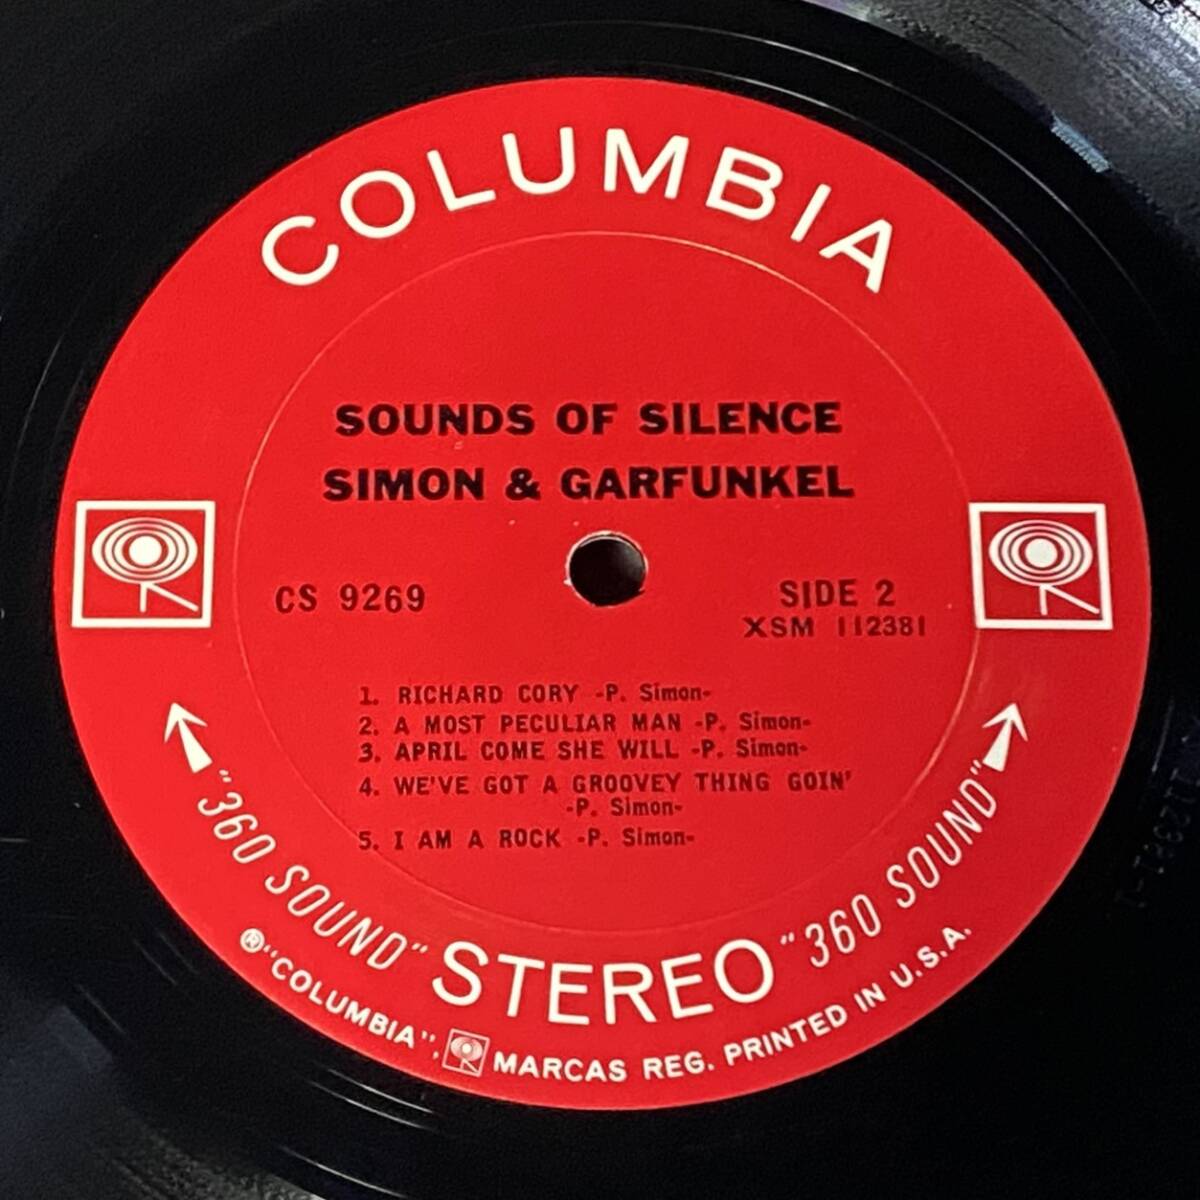 COLUMBIA
SOUNDS OF SILENCE
SIMON & GARFUNKEL
CS 9269
SIDE 2
XSM 112381
1. RICHARD CORY -P. Simon-
2. A MOST PECULIAR MAN -P. Simon-
3. APRIL COME SHE WILL -P. Simon-
4. WE'VE GOT A GROOVEY THING GOIN'
-P. Simon-
5. I AM A ROCK -P. Simon-
"360 SOUND" STEREO "360 SOUND"
® "COLUMBIA", MARCAS REG. PRINTED IN U.S.A.